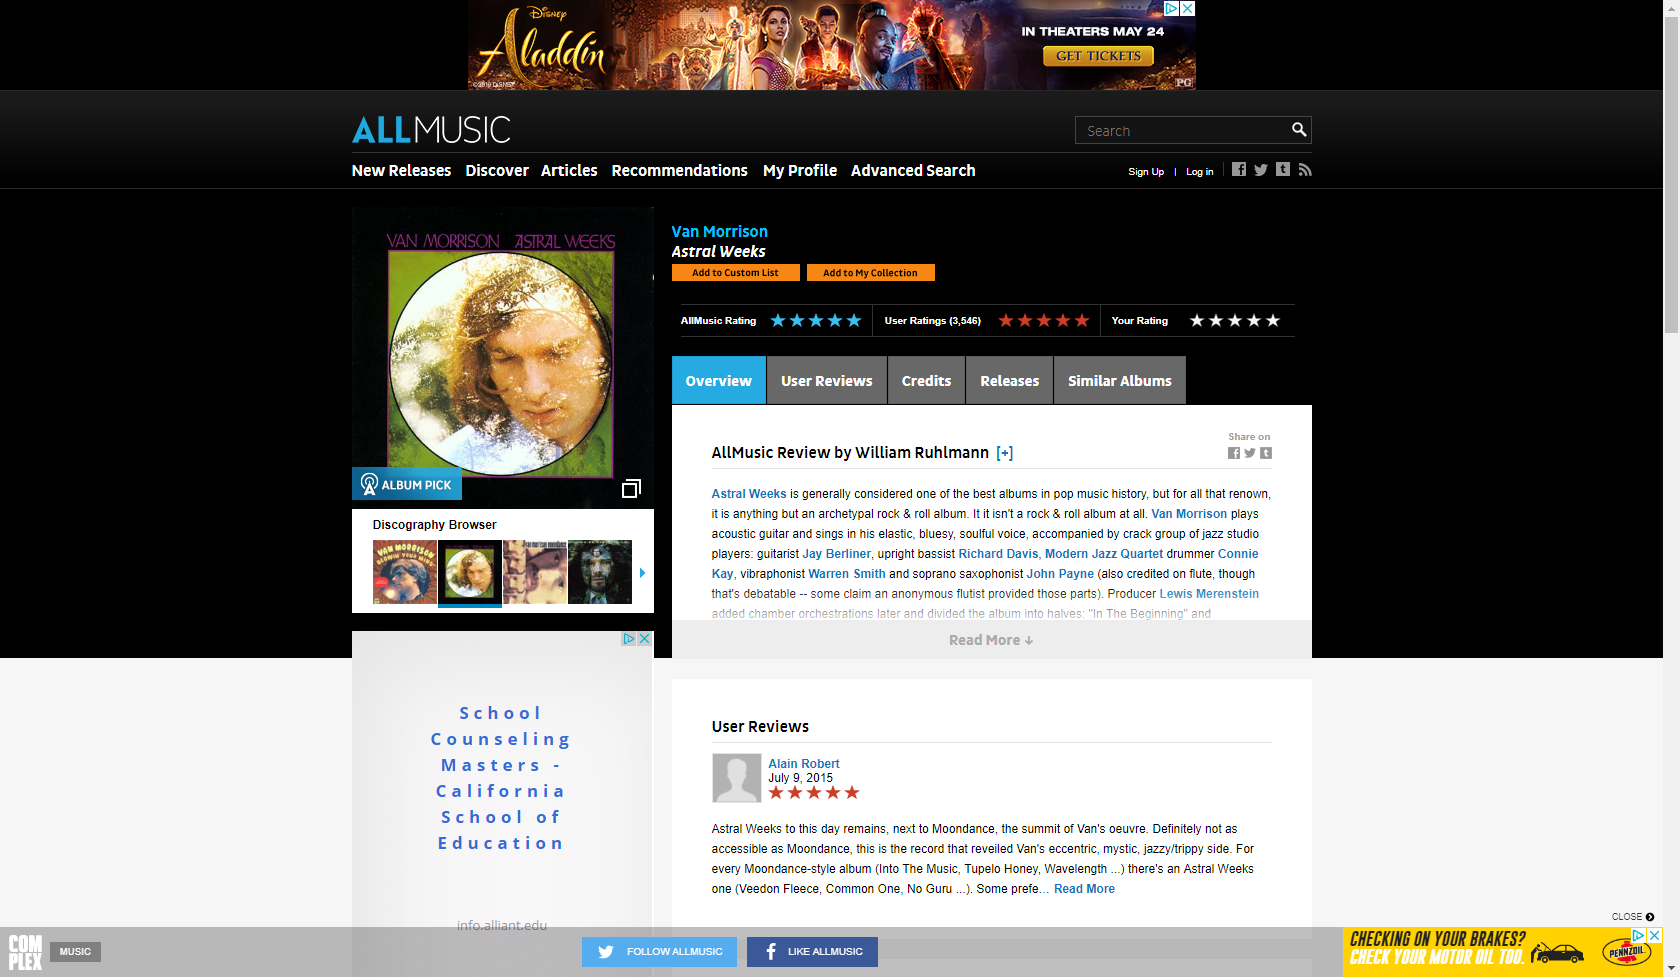 Disney
Aladdin
©2019 DISNEY
IN THEATERS MAY 24
GET TICKETS
PG
ALLMUSIC
Search
New Releases Discover Articles Recommendations My Profile Advanced Search
Sign Up | Log in
VAN MORRISON ASTRAL WEEKS
ALBUM PICK
Discography Browser
VAN MORRISON
Van Morrison
Astral Weeks
Add to Custom List Add to My Collection
AllMusic Rating User Ratings (3,546) Your Rating
Overview User Reviews Credits Releases Similar Albums
Share on
AllMusic Review by William Ruhlmann [+]
Astral Weeks is generally considered one of the best albums in pop music history, but for all that renown,
it is anything but an archetypal rock & roll album. It it isn't a rock & roll album at all. Van Morrison plays
acoustic guitar and sings in his elastic, bluesy, soulful voice, accompanied by crack group of jazz studio
players: guitarist Jay Berliner, upright bassist Richard Davis, Modern Jazz Quartet drummer Connie
Kay, vibraphonist Warren Smith and soprano saxophonist John Payne (also credited on flute, though
that's debatable -- some claim an anonymous flutist provided those parts). Producer Lewis Merenstein
added chamber orchestrations later and divided the album into halves: "In The Beginning" and
Read More ↓
School
Counseling
Masters -
California
School of
Education
info.alliant.edu
User Reviews
Alain Robert
July 9, 2015
Astral Weeks to this day remains, next to Moondance, the summit of Van's oeuvre. Definitely not as
accessible as Moondance, this is the record that reveiled Van's eccentric, mystic, jazzy/trippy side. For
every Moondance-style album (Into The Music, Tupelo Honey, Wavelength ...) there's an Astral Weeks
one (Veedon Fleece, Common One, No Guru ...). Some prefe... Read More
CLOSE
COMPLEX
MUSIC
FOLLOW ALLMUSIC
LIKE ALLMUSIC
CHECKING ON YOUR BRAKES?
CHECK YOUR MOTOR OIL TOO.
PENNZOIL